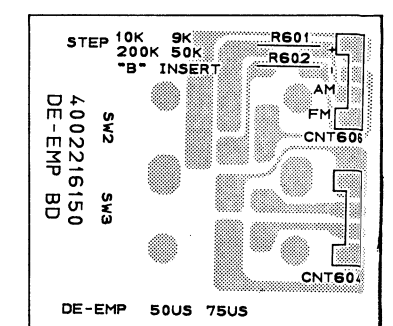 STEP 10K 9K
200K 50K
"B" INSERT
R601
R602
+
-
AM
FM
CNT606
SW2
SW3
4002216150
DE-EMP BD
CNT604
DE-EMP 50US 75US